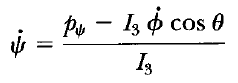 ψ̇ = (p_ψ − I₃ φ̇ cos θ) / I₃